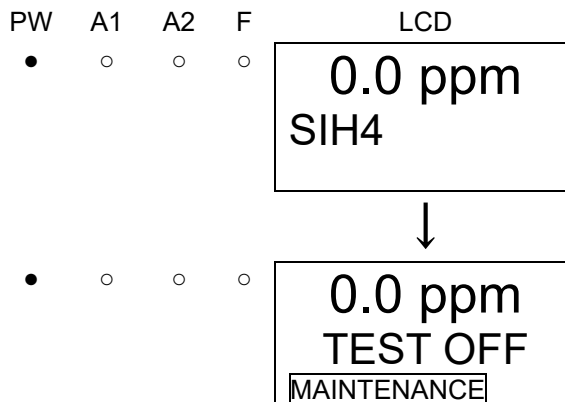 PW A1 A2 F LCD
● ○ ○ ○ 0.0 ppm
SIH4
↓
● ○ ○ ○ 0.0 ppm
TEST OFF
MAINTENANCE